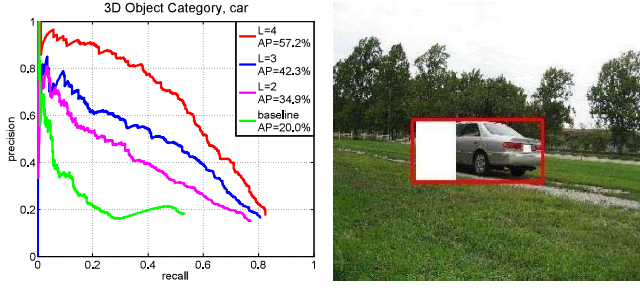 3D Object Category, car
L=4
AP=57.2%
L=3
AP=42.3%
L=2
AP=34.9%
baseline
AP=20.0%
precision
1
0.8
0.6
0.4
0.2
0
0 0.2 0.4 0.6 0.8 1
recall